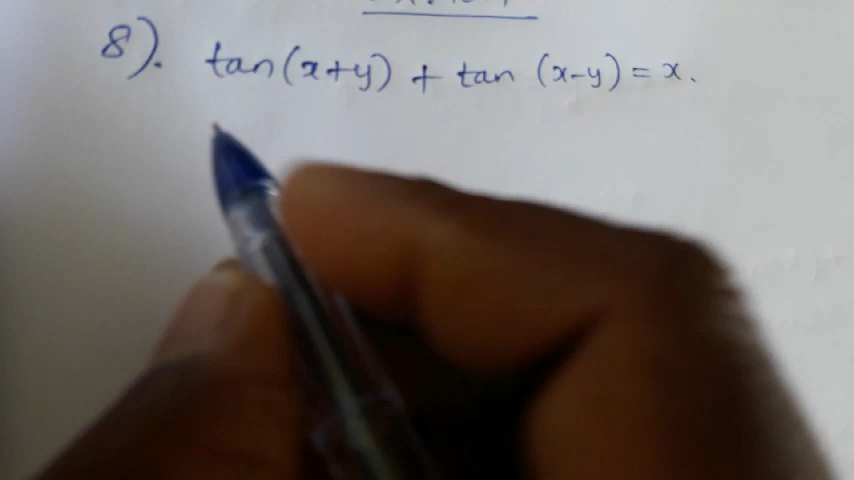 8). tan(x+y) + tan (x-y) = x.